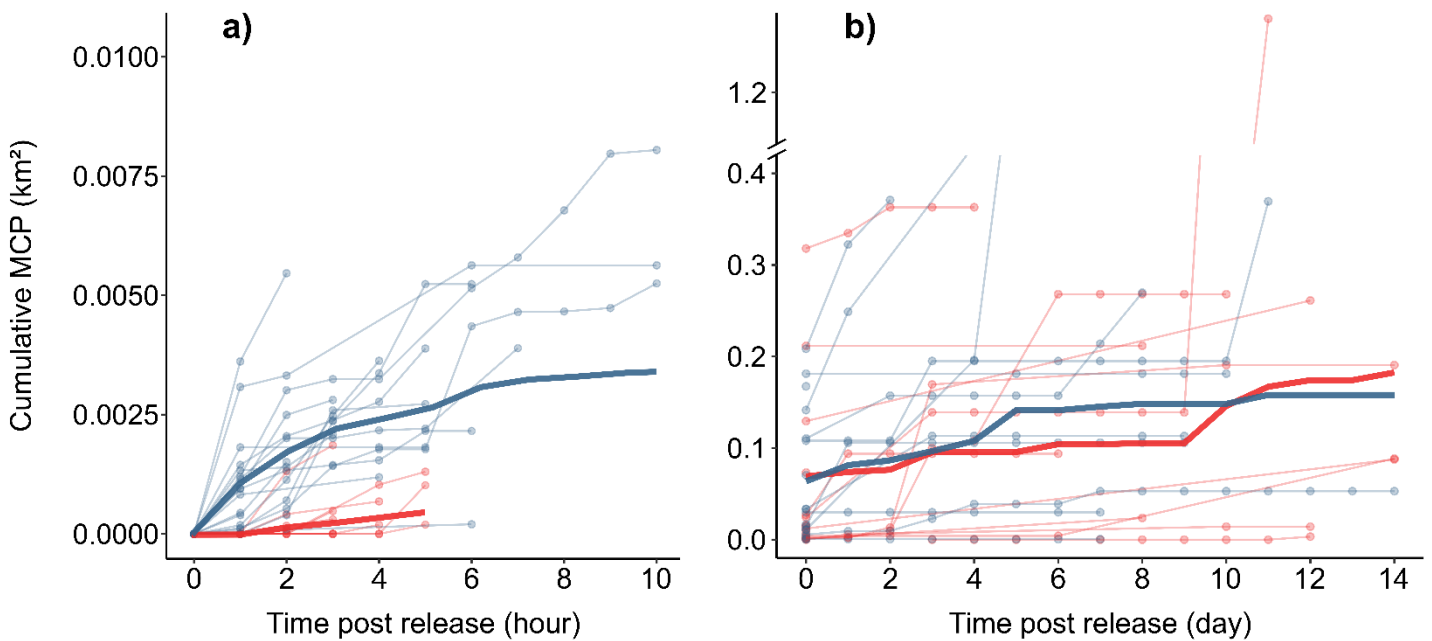 a)
b)
Cumulative MCP (km²)
0.0100
0.0075
0.0050
0.0025
0.0000
0 2 4 6 8 10
Time post release (hour)
1.2
0.4
0.3
0.2
0.1
0.0
0 2 4 6 8 10 12 14
Time post release (day)